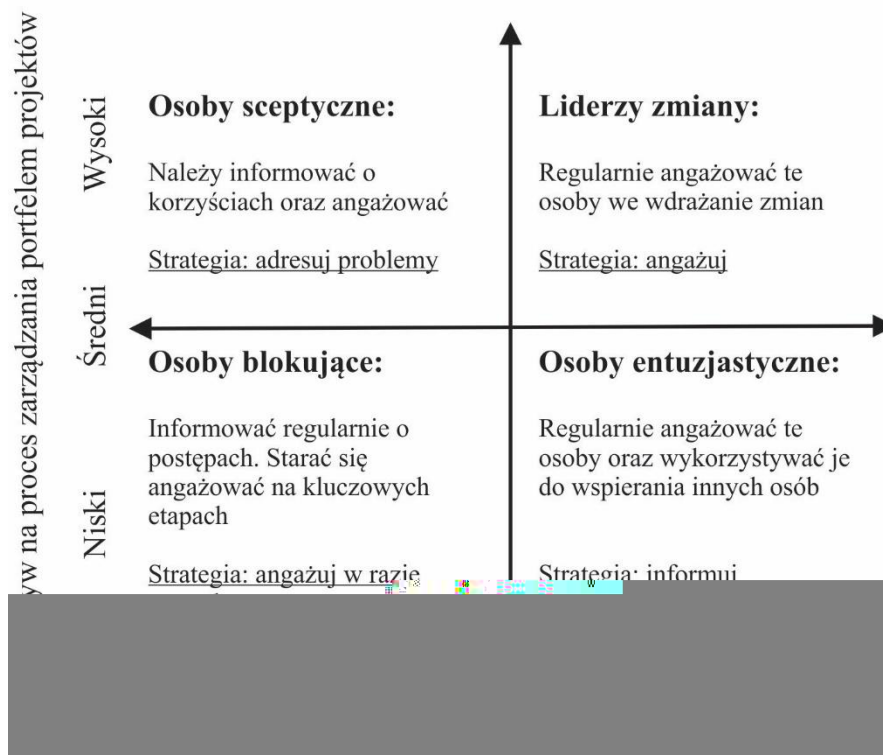 yw na proces zarządzania portfelem projektów
Wysoki
Średni
Niski
Osoby sceptyczne:
Należy informować o
korzyściach oraz angażować
Strategia: adresuj problemy
Liderzy zmiany:
Regularnie angażować te
osoby we wdrażanie zmian
Strategia: angażuj
Osoby blokujące:
Informować regularnie o
postępach. Starać się
angażować na kluczowych
etapach
Strategia: angażuj w razie
Osoby entuzjastyczne:
Regularnie angażować te
osoby oraz wykorzystywać je
do wspierania innych osób
Strategia: informuj